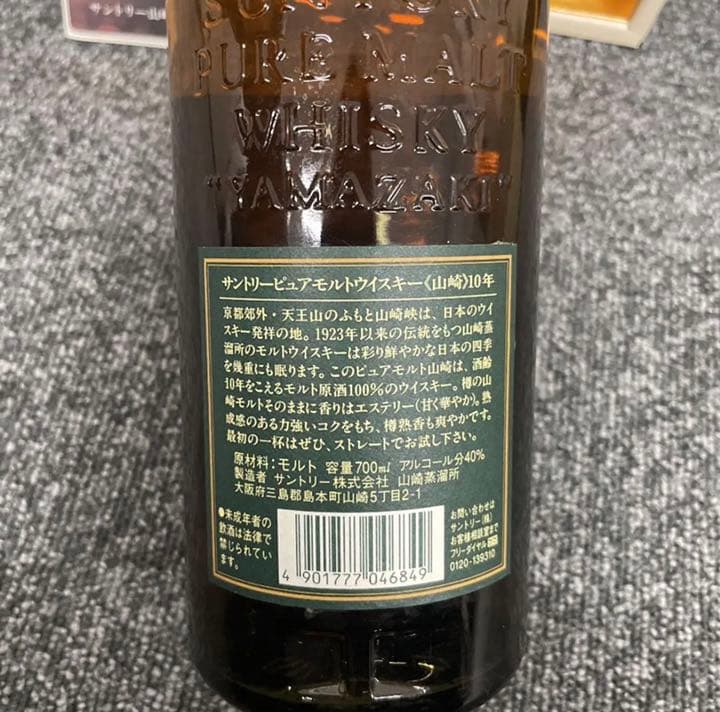 サントリー山崎
SUNTORY
PURE MALT
WHISKY
"YAMAZAKI"
サントリーピュアモルトウイスキー《山崎》10年
京都郊外・天王山のふもと山崎峡は、日本のウイ
スキー発祥の地。1923年以来の伝統をもつ山崎蒸
溜所のモルトウイスキーは彩り鮮やかな日本の四季
を幾重にも眠ります。このピュアモルト山崎は、酒齢
10年をこえるモルト原酒100%のウイスキー。樽の山
崎モルトそのままに香りはエステリー(甘く華やか)。熟
成感のある力強いコクをもち、樽熟香も爽やかです。
最初の一杯はぜひ、ストレートでお試し下さい。
原材料:モルト 容量700㎖ アルコール分40%
製造者 サントリー株式会社 山崎蒸溜所
大阪府三島郡島本町山崎5丁目2-1
●未成年者の
飲酒は法律で
禁じられてい
ます。
4 901777 046849
お問い合わせは
サントリー(株)
お客様相談室まで
フリーダイヤル
0120-139310